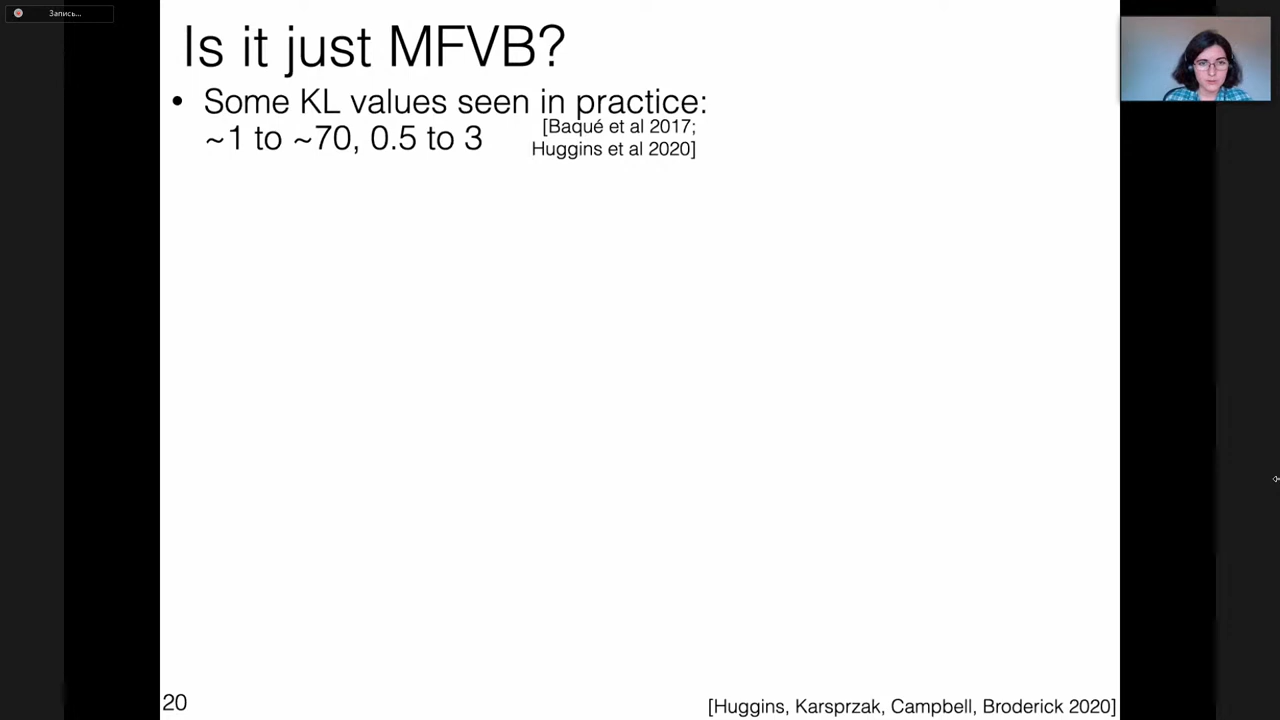 Запись...
Is it just MFVB?
• Some KL values seen in practice:
~1 to ~70, 0.5 to 3
[Baqué et al 2017;
Huggins et al 2020]
20
[Huggins, Karsprzak, Campbell, Broderick 2020]